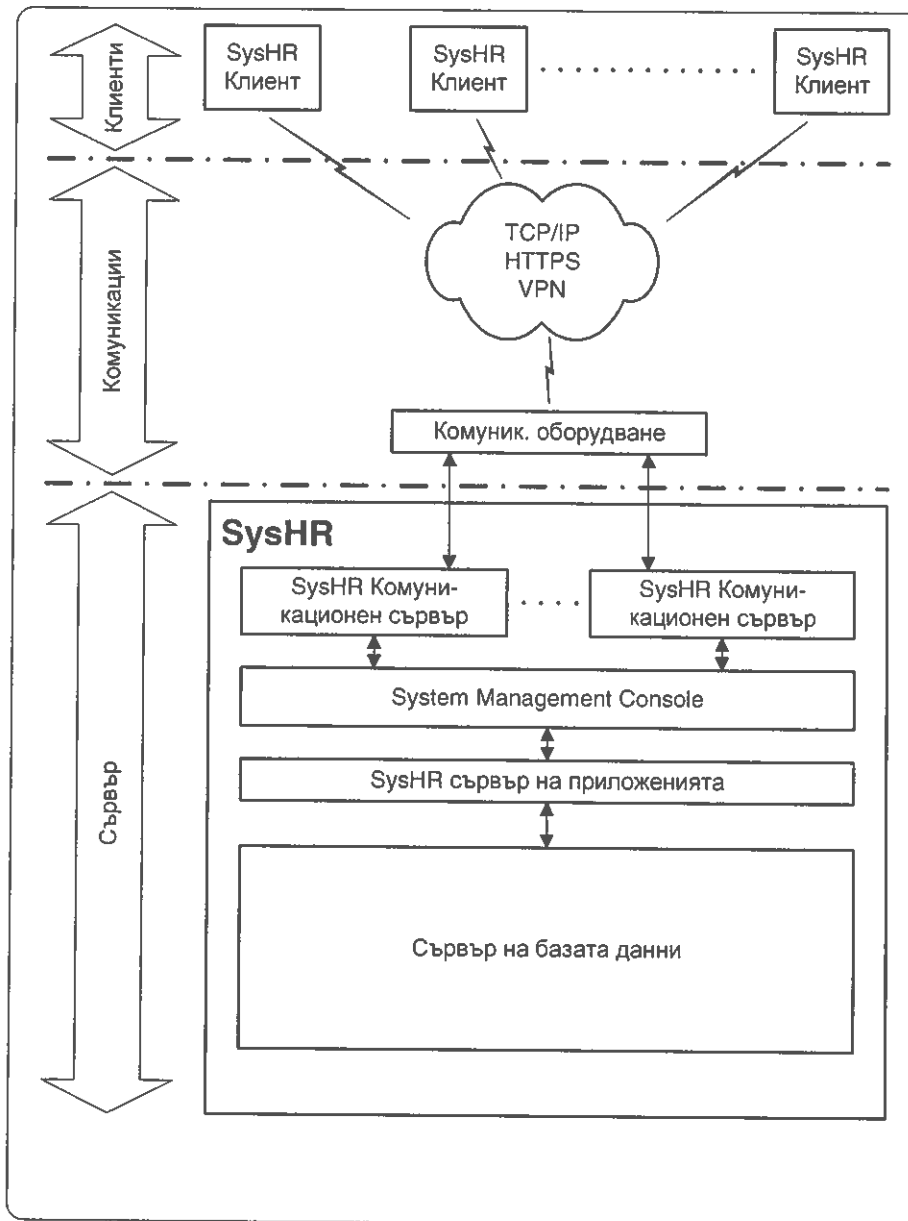 Клиенти
SysHR
Клиент
SysHR
Клиент
SysHR
Клиент
Комуникации
TCP/IP
HTTPS
VPN
Комуник. оборудване
Сървър
SysHR
SysHR Комуни-
кационен сървър
SysHR Комуни-
кационен сървър
System Management Console
SysHR сървър на приложенията
Сървър на базата данни